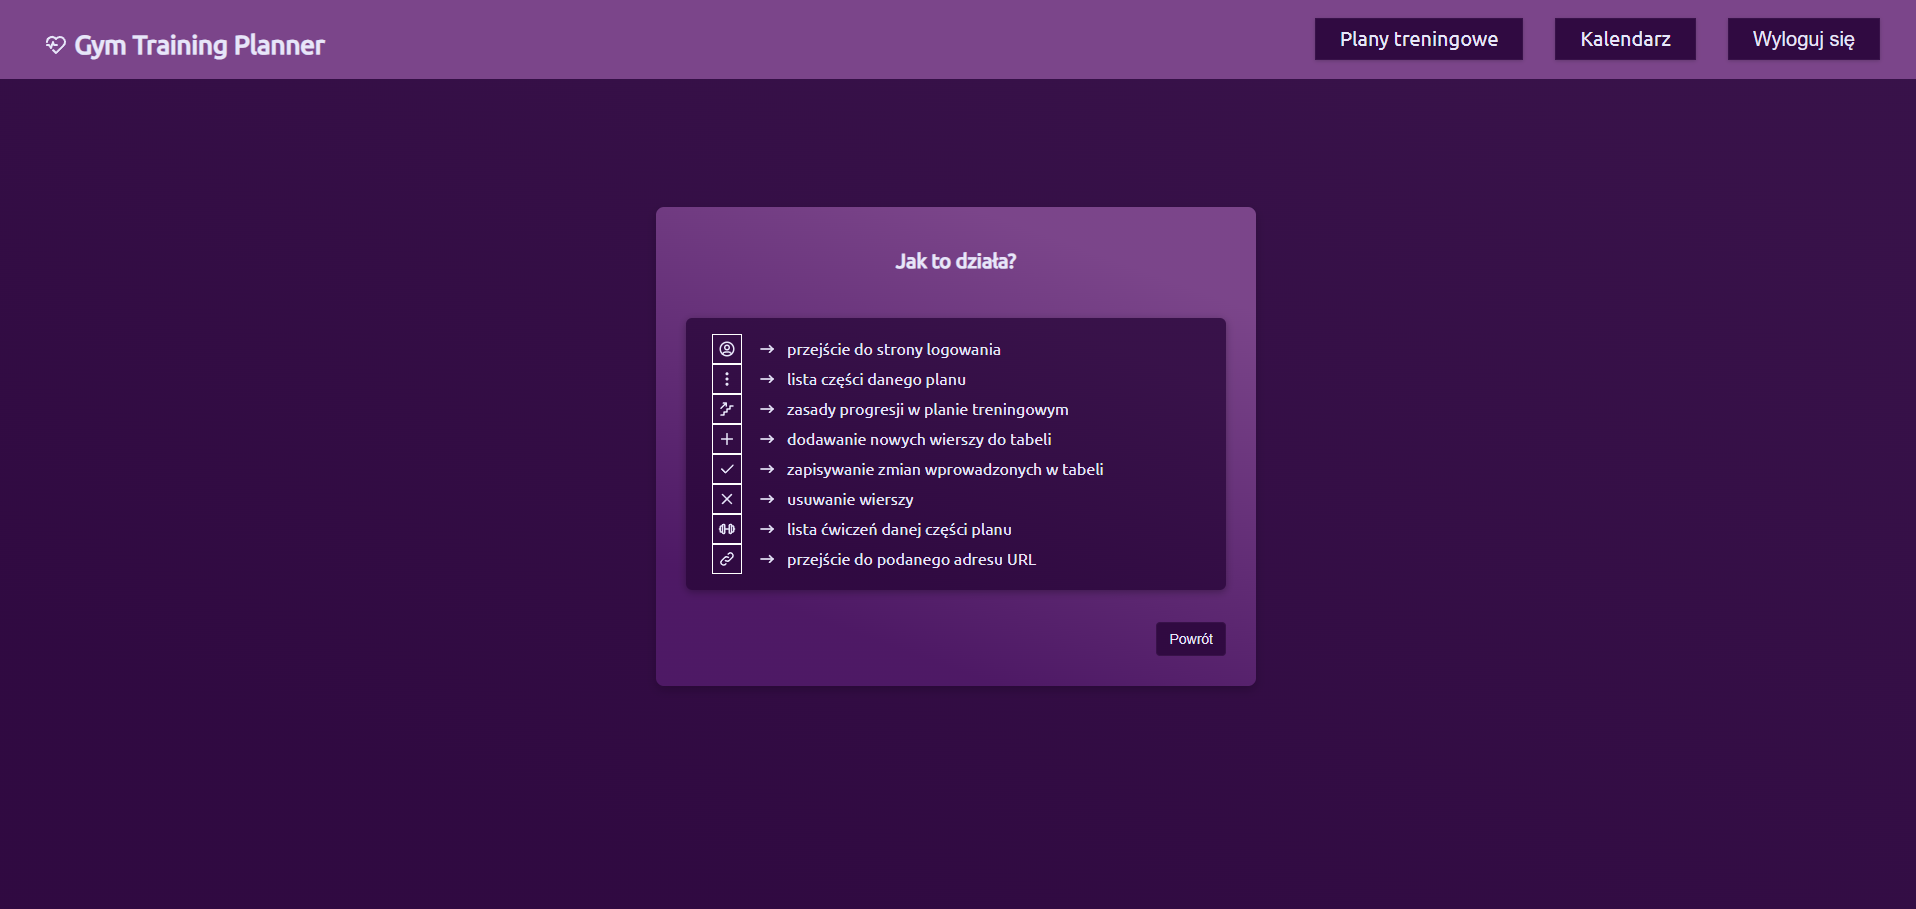 Gym Training Planner
Plany treningowe
Kalendarz
Wyloguj się
Jak to działa?
→ przejście do strony logowania
→ lista części danego planu
→ zasady progresji w planie treningowym
→ dodawanie nowych wierszy do tabeli
→ zapisywanie zmian wprowadzonych w tabeli
→ usuwanie wierszy
→ lista ćwiczeń danej części planu
→ przejście do podanego adresu URL
Powrót